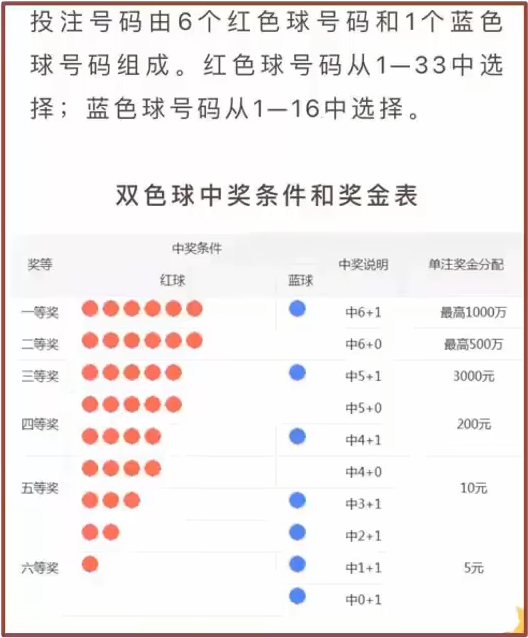 投注号码由6个红色球号码和1个蓝色
球号码组成。红色球号码从1—33中选
择；蓝色球号码从1—16中选择。
双色球中奖条件和奖金表
奖等 中奖条件 中奖说明 单注奖金分配
红球 蓝球
一等奖 中6+1 最高1000万
二等奖 中6+0 最高500万
三等奖 中5+1 3000元
四等奖 中5+0 200元
中4+1
五等奖 中4+0 10元
中3+1
六等奖 中2+1 5元
中1+1
中0+1